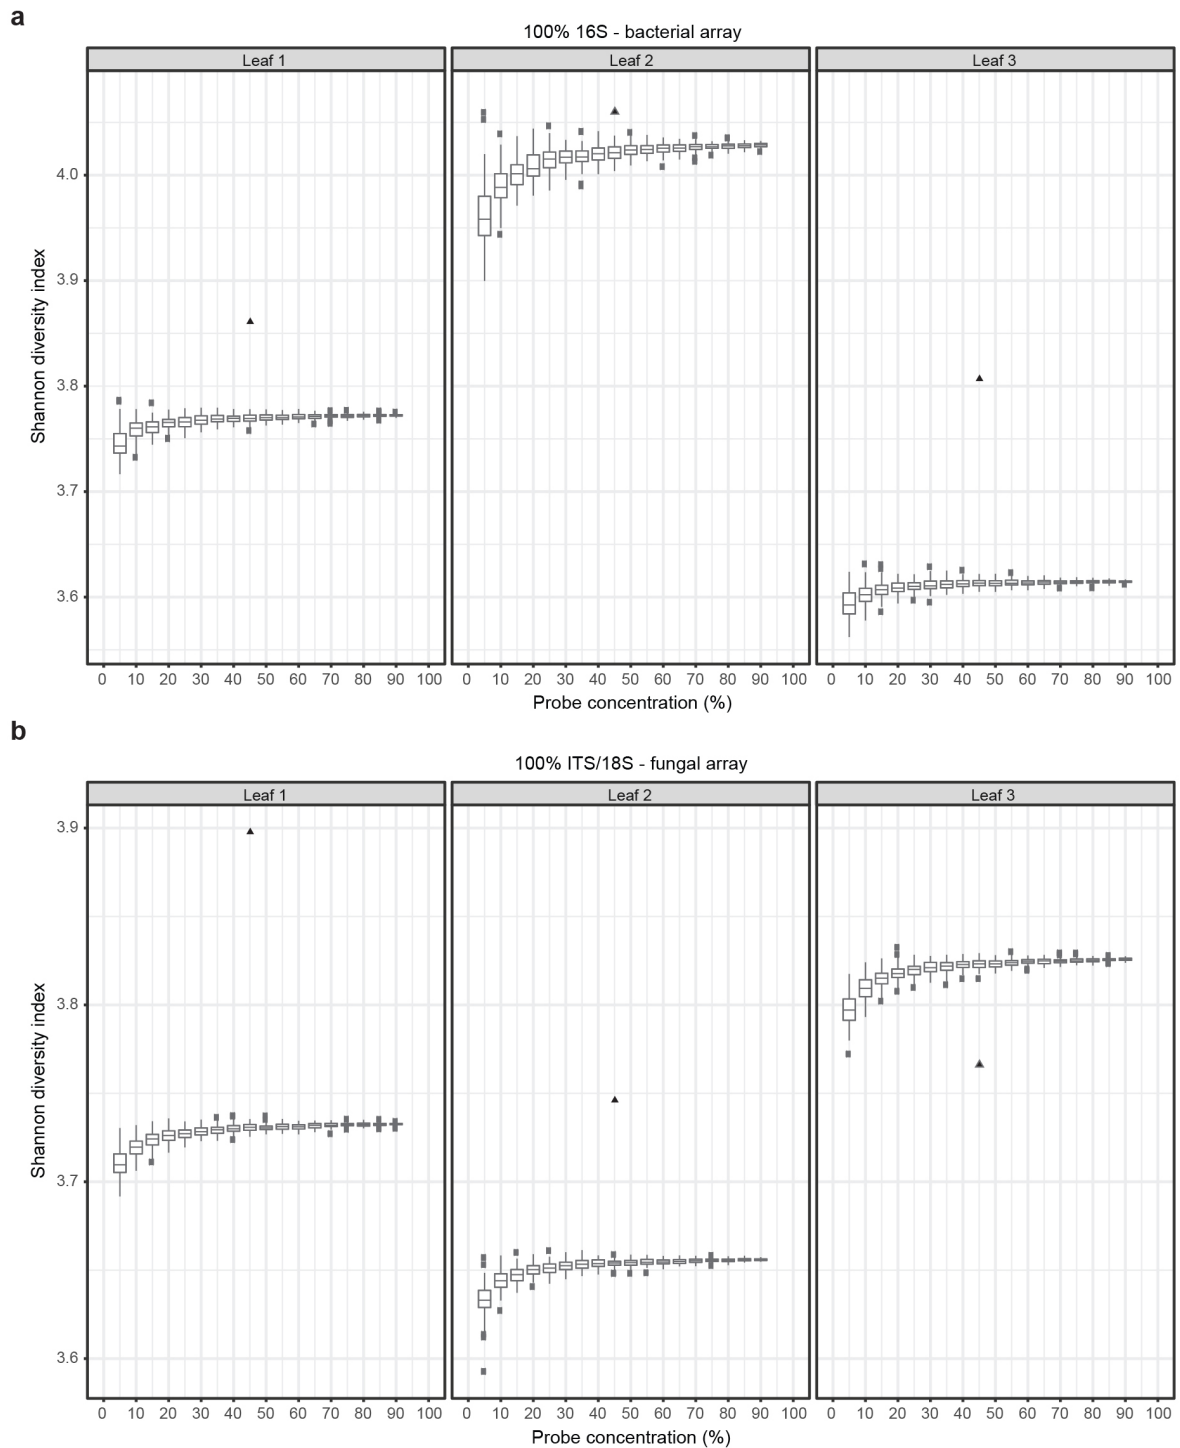 a
100% 16S - bacterial array
Leaf 1 Leaf 2 Leaf 3
Shannon diversity index
4.0
3.9
3.8
3.7
3.6
0 10 20 30 40 50 60 70 80 90 100 0 10 20 30 40 50 60 70 80 90 100 0 10 20 30 40 50 60 70 80 90 100
Probe concentration (%)
b
100% ITS/18S - fungal array
Leaf 1 Leaf 2 Leaf 3
Shannon diversity index
3.9
3.8
3.7
3.6
0 10 20 30 40 50 60 70 80 90 100 0 10 20 30 40 50 60 70 80 90 100 0 10 20 30 40 50 60 70 80 90 100
Probe concentration (%)